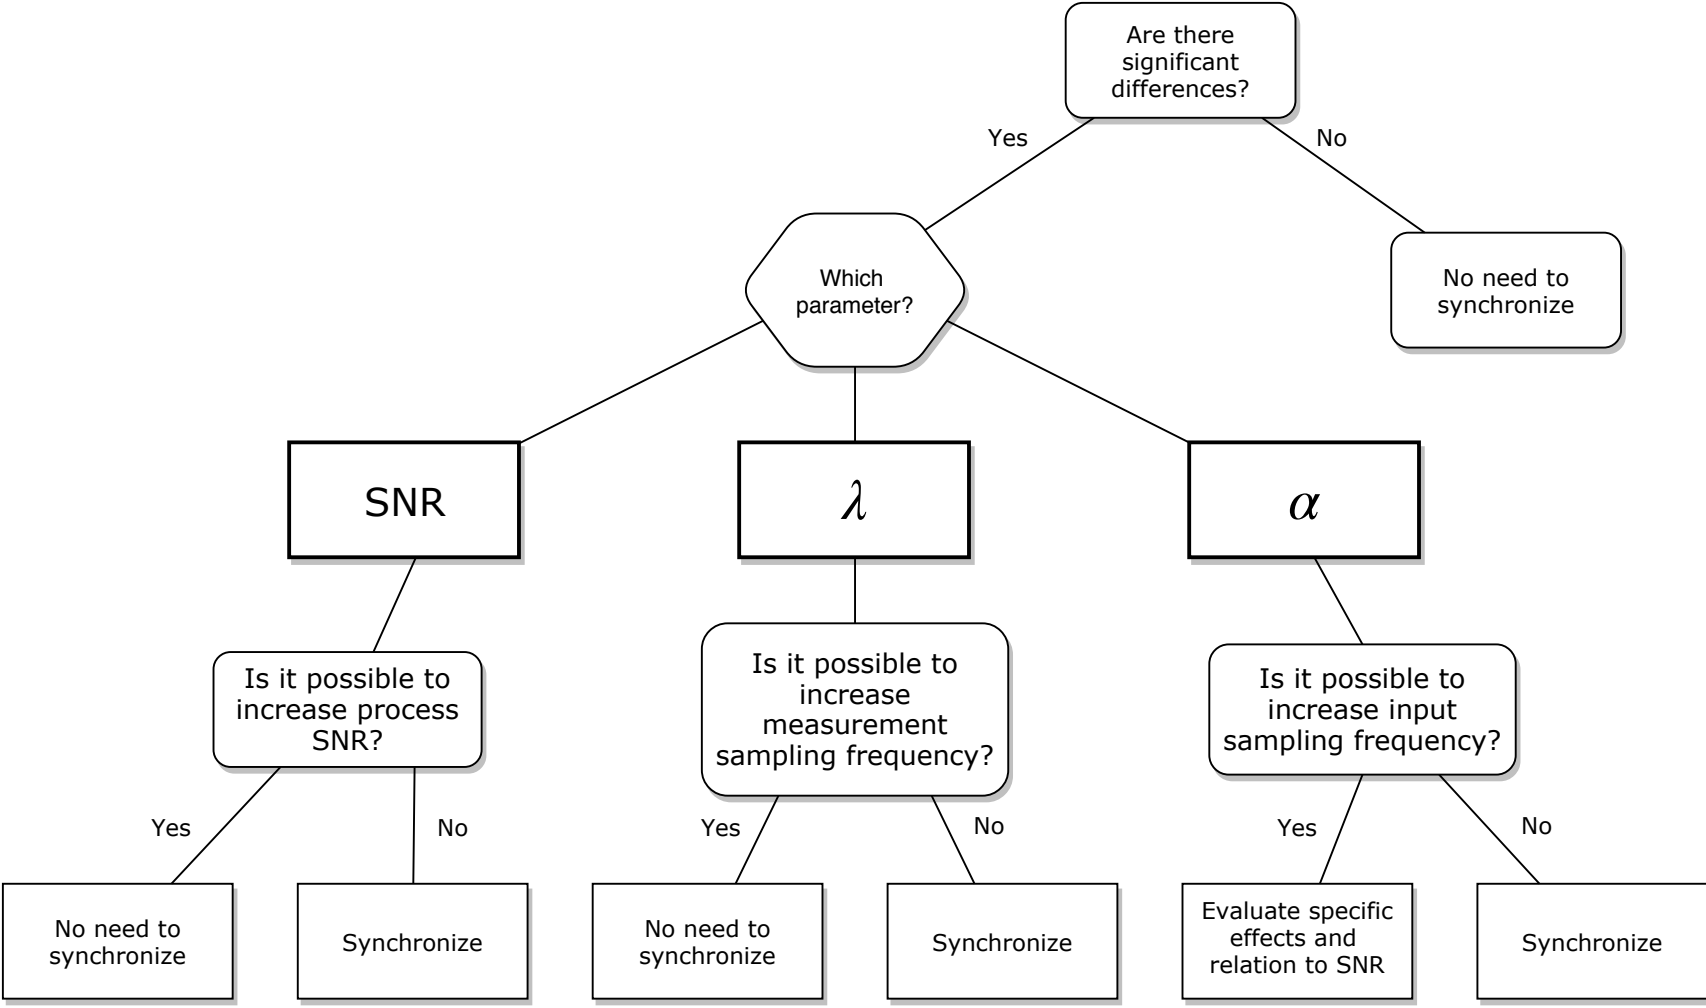 Are there
significant
differences?
Yes
No
Which
parameter?
No need to
synchronize
SNR
λ
α
Is it possible to
increase process
SNR?
Is it possible to
increase
measurement
sampling frequency?
Is it possible to
increase input
sampling frequency?
Yes
No
Yes
No
Yes
No
No need to
synchronize
Synchronize
No need to
synchronize
Synchronize
Evaluate specific
effects and
relation to SNR
Synchronize